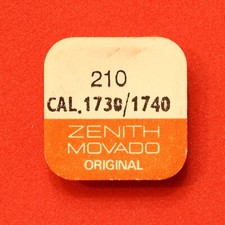 210
CAL.1730/1740
ZENITH
MOVADO
ORIGINAL